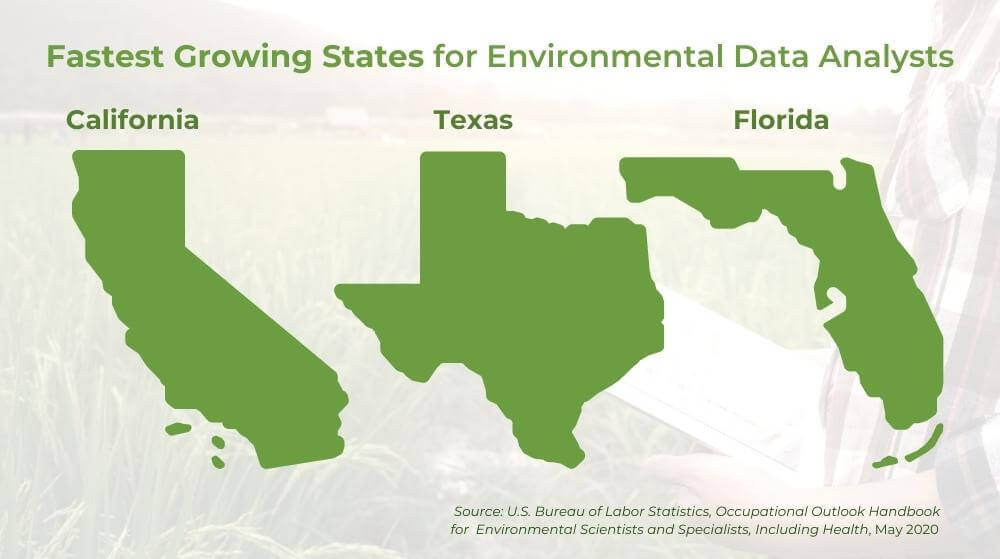 Fastest Growing States for Environmental Data Analysts
California
Texas
Florida
Source: U.S. Bureau of Labor Statistics, Occupational Outlook Handbook
for Environmental Scientists and Specialists, Including Health, May 2020